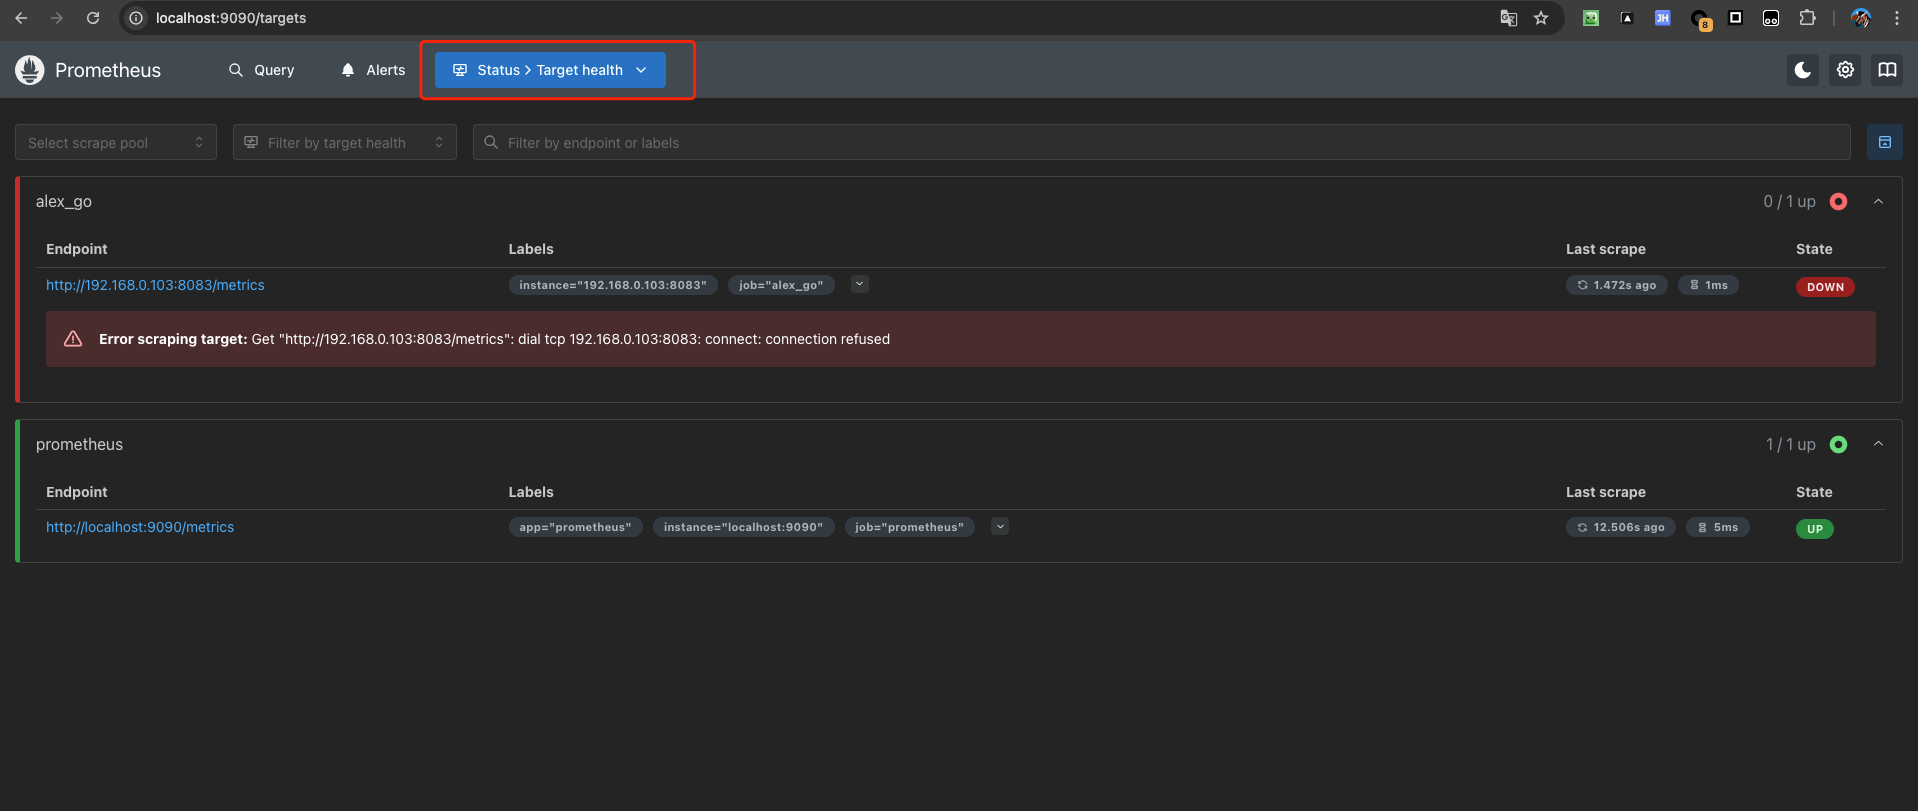 localhost:9090/targets
JH
8
Prometheus Query Alerts Status > Target health
Select scrape pool Filter by target health Filter by endpoint or labels
alex_go 0 / 1 up
Endpoint Labels Last scrape State
http://192.168.0.103:8083/metrics instance="192.168.0.103:8083" job="alex_go" 1.472s ago 1ms DOWN
Error scraping target: Get "http://192.168.0.103:8083/metrics": dial tcp 192.168.0.103:8083: connect: connection refused
prometheus 1 / 1 up
Endpoint Labels Last scrape State
http://localhost:9090/metrics app="prometheus" instance="localhost:9090" job="prometheus" 12.506s ago 5ms UP